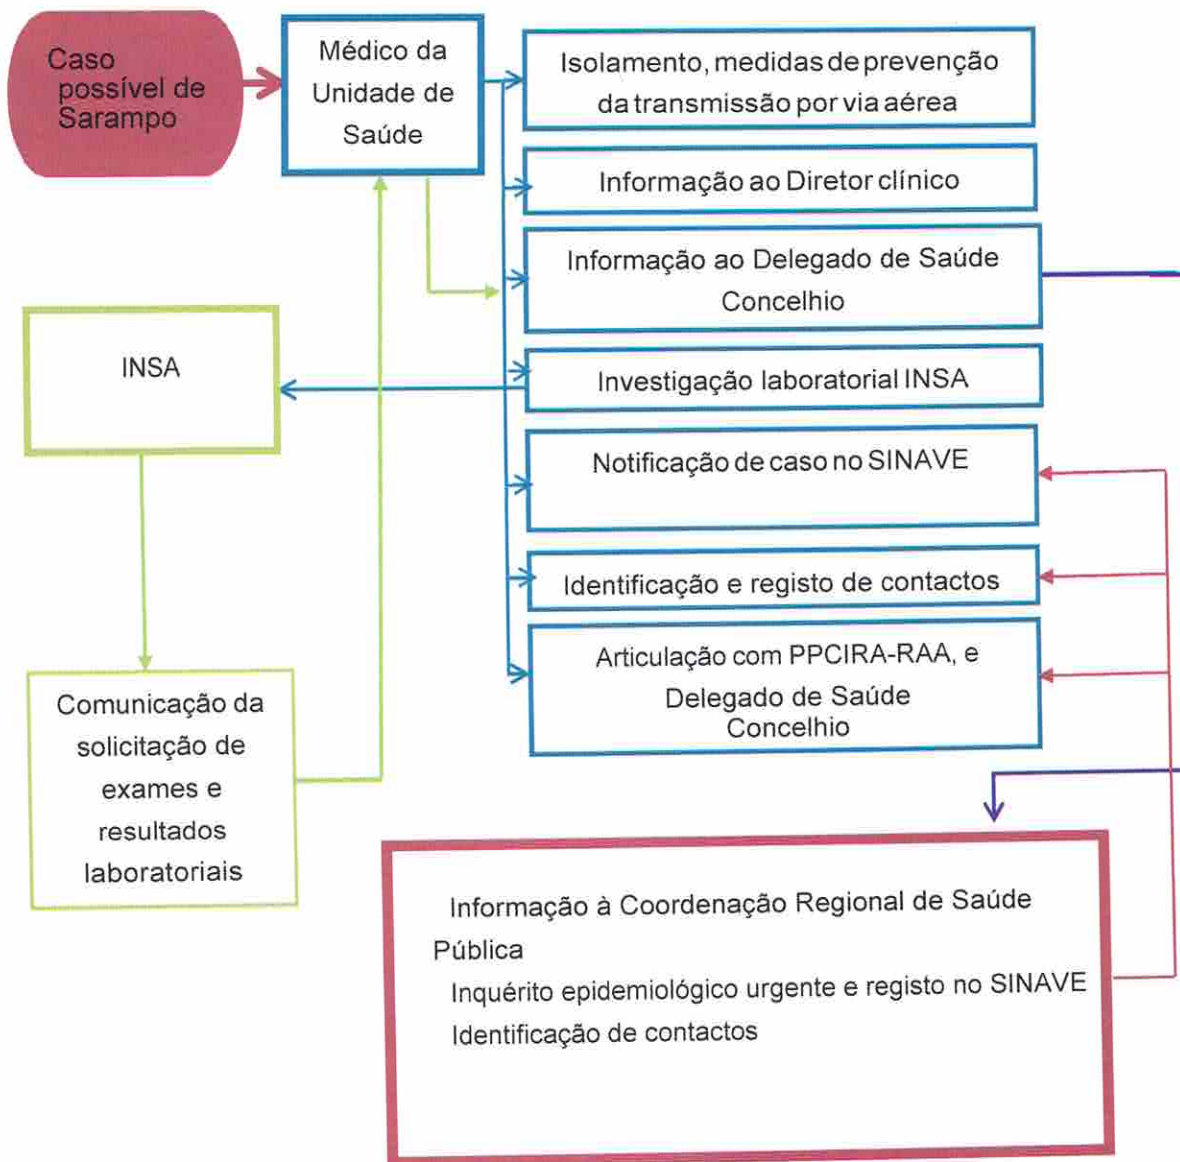 Caso
possível de
Sarampo
Médico da
Unidade de
Saúde
Isolamento, medidas de prevenção
da transmissão por via aérea
Informação ao Diretor clínico
Informação ao Delegado de Saúde
Concelhio
INSA
Investigação laboratorial INSA
Notificação de caso no SINAVE
Identificação e registo de contactos
Articulação com PPCIRA-RAA, e
Delegado de Saúde
Concelhio
Comunicação da
solicitação de
exames e
resultados
laboratoriais
Informação à Coordenação Regional de Saúde
Pública
Inquérito epidemiológico urgente e registo no SINAVE
Identificação de contactos